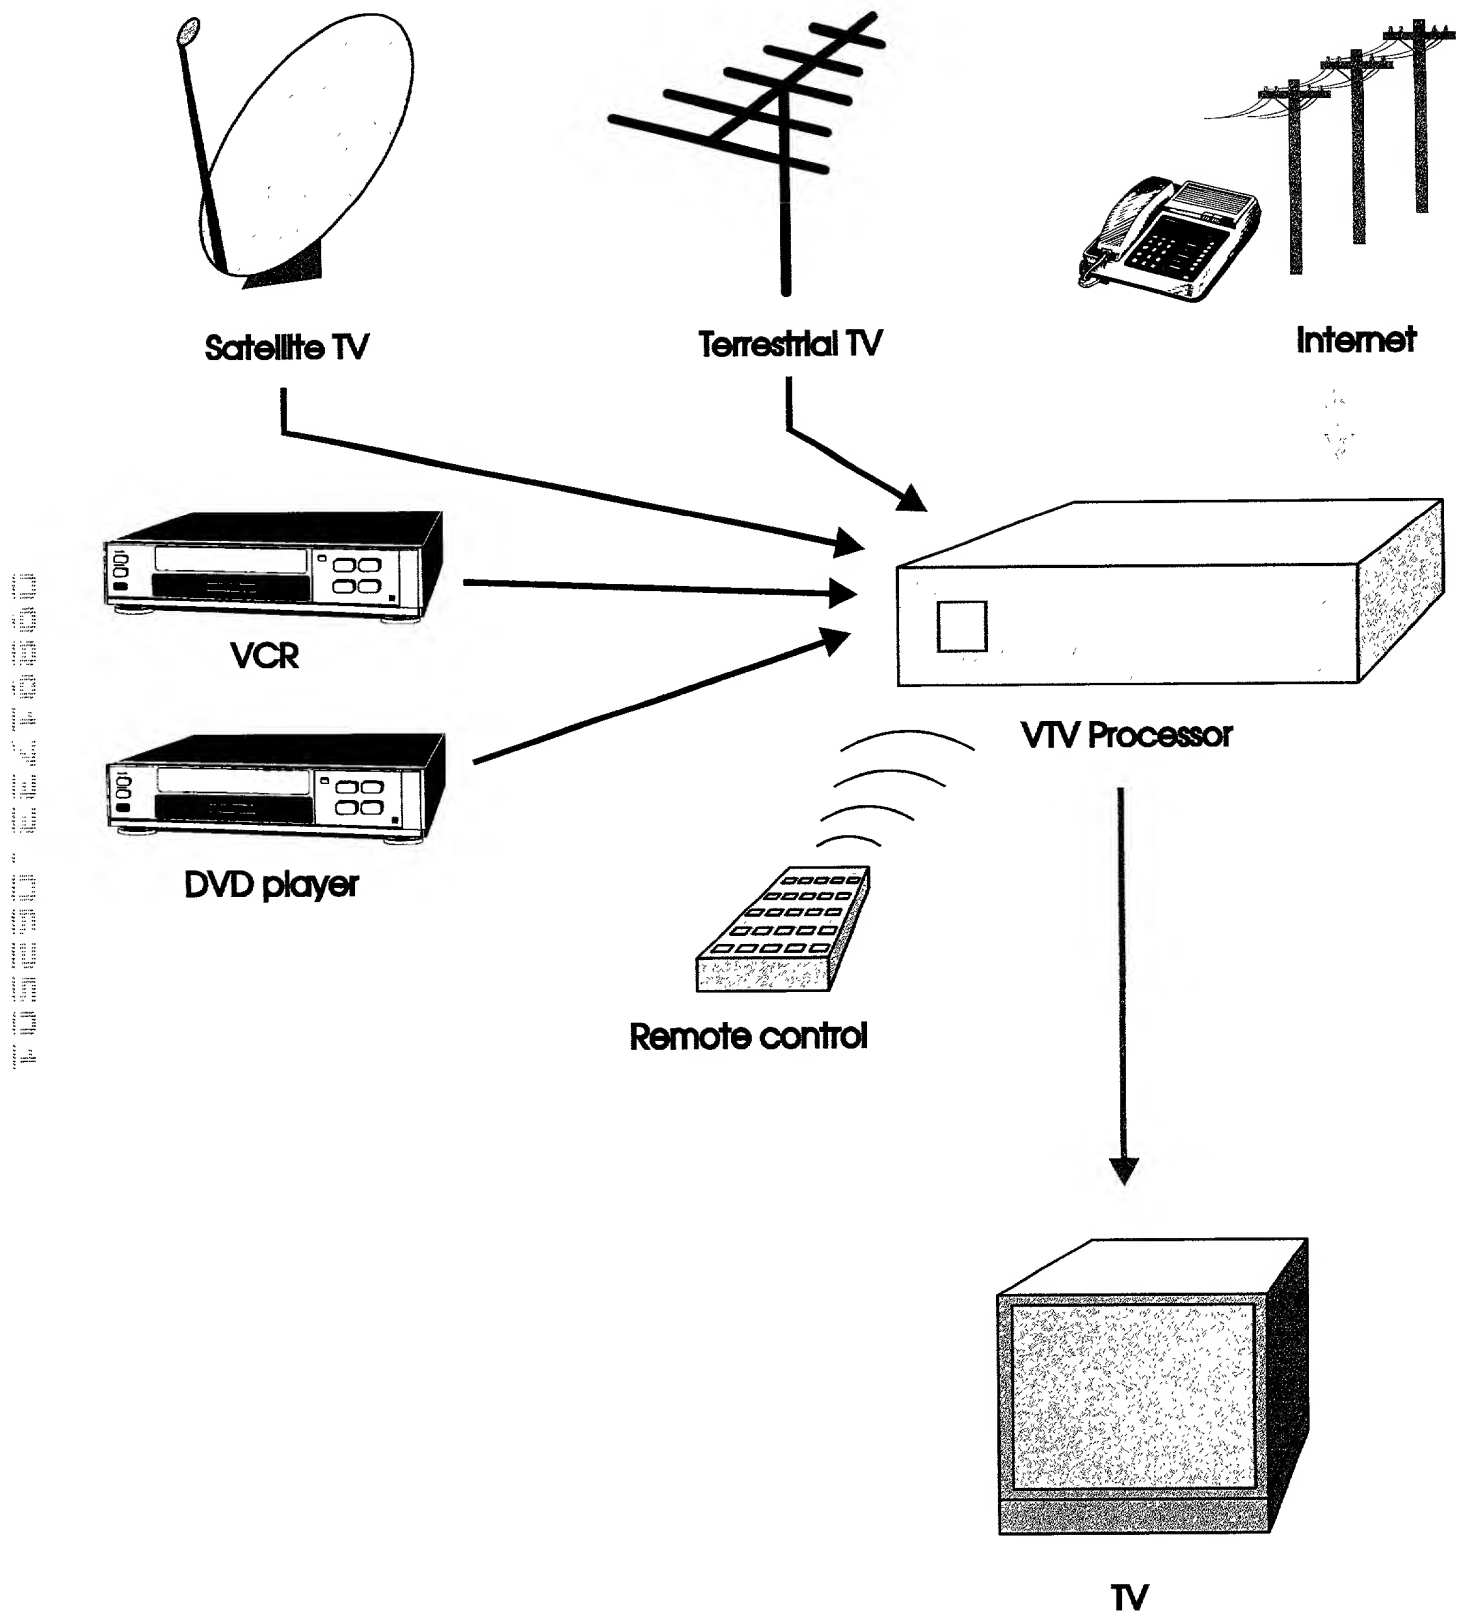 Satellite TV
Terrestrial TV
Internet
VCR
VTV Processor
DVD player
Remote control
TV